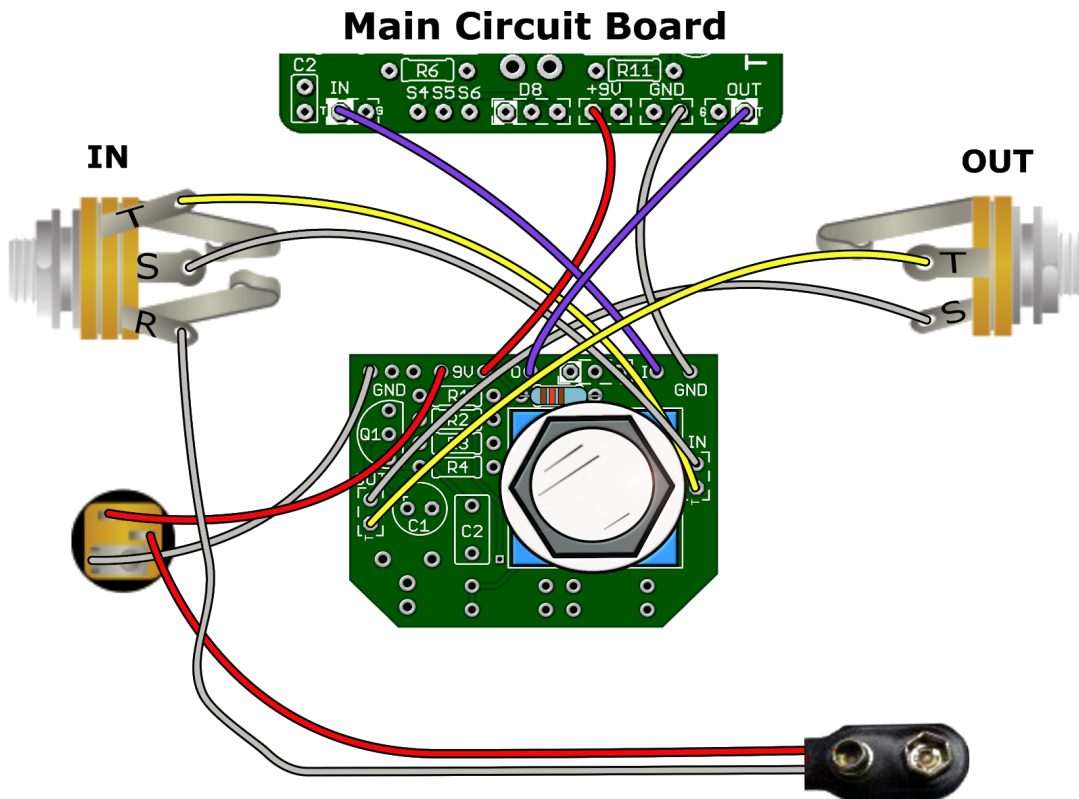 Main Circuit Board
C2
R6
R11
T
IN
S4 S5 S6
D8
+9V
GND
OUT
T
G
G
T
IN
OUT
T
S
R
T
S
9V
O
I
GND
GND
R1
R2
Q1
R3
R4
IN
OUT
T
C1
C2
T